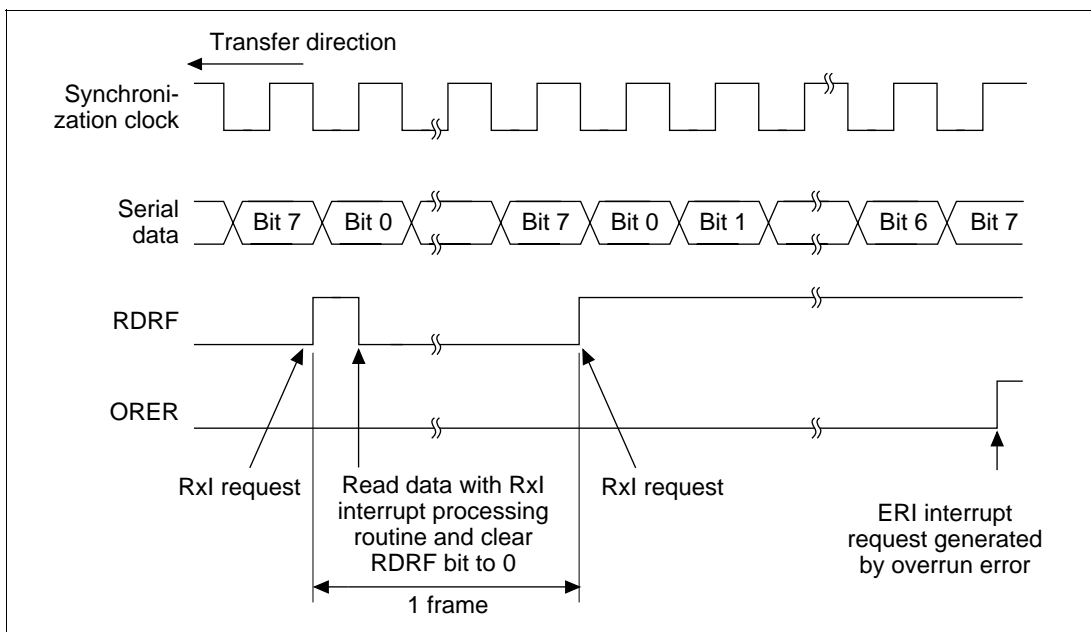 Transfer direction
Synchroni-
zation clock
Serial
data
Bit 7
Bit 0
Bit 7
Bit 0
Bit 1
Bit 6
Bit 7
RDRF
ORER
RxI request
Read data with RxI
interrupt processing
routine and clear
RDRF bit to 0
RxI request
ERI interrupt
request generated
by overrun error
1 frame